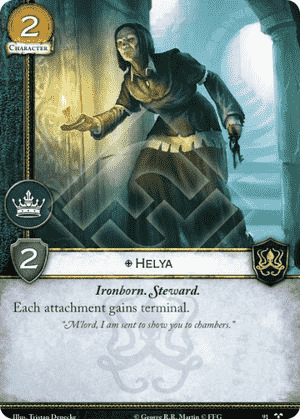 2
CHARACTER
2
HELYA
Ironborn. Steward.
Each attachment gains terminal.
"M'lord, I am sent to show you to chambers."
Illus. Tristan Denecke © George R.R. Martin © FFG 91